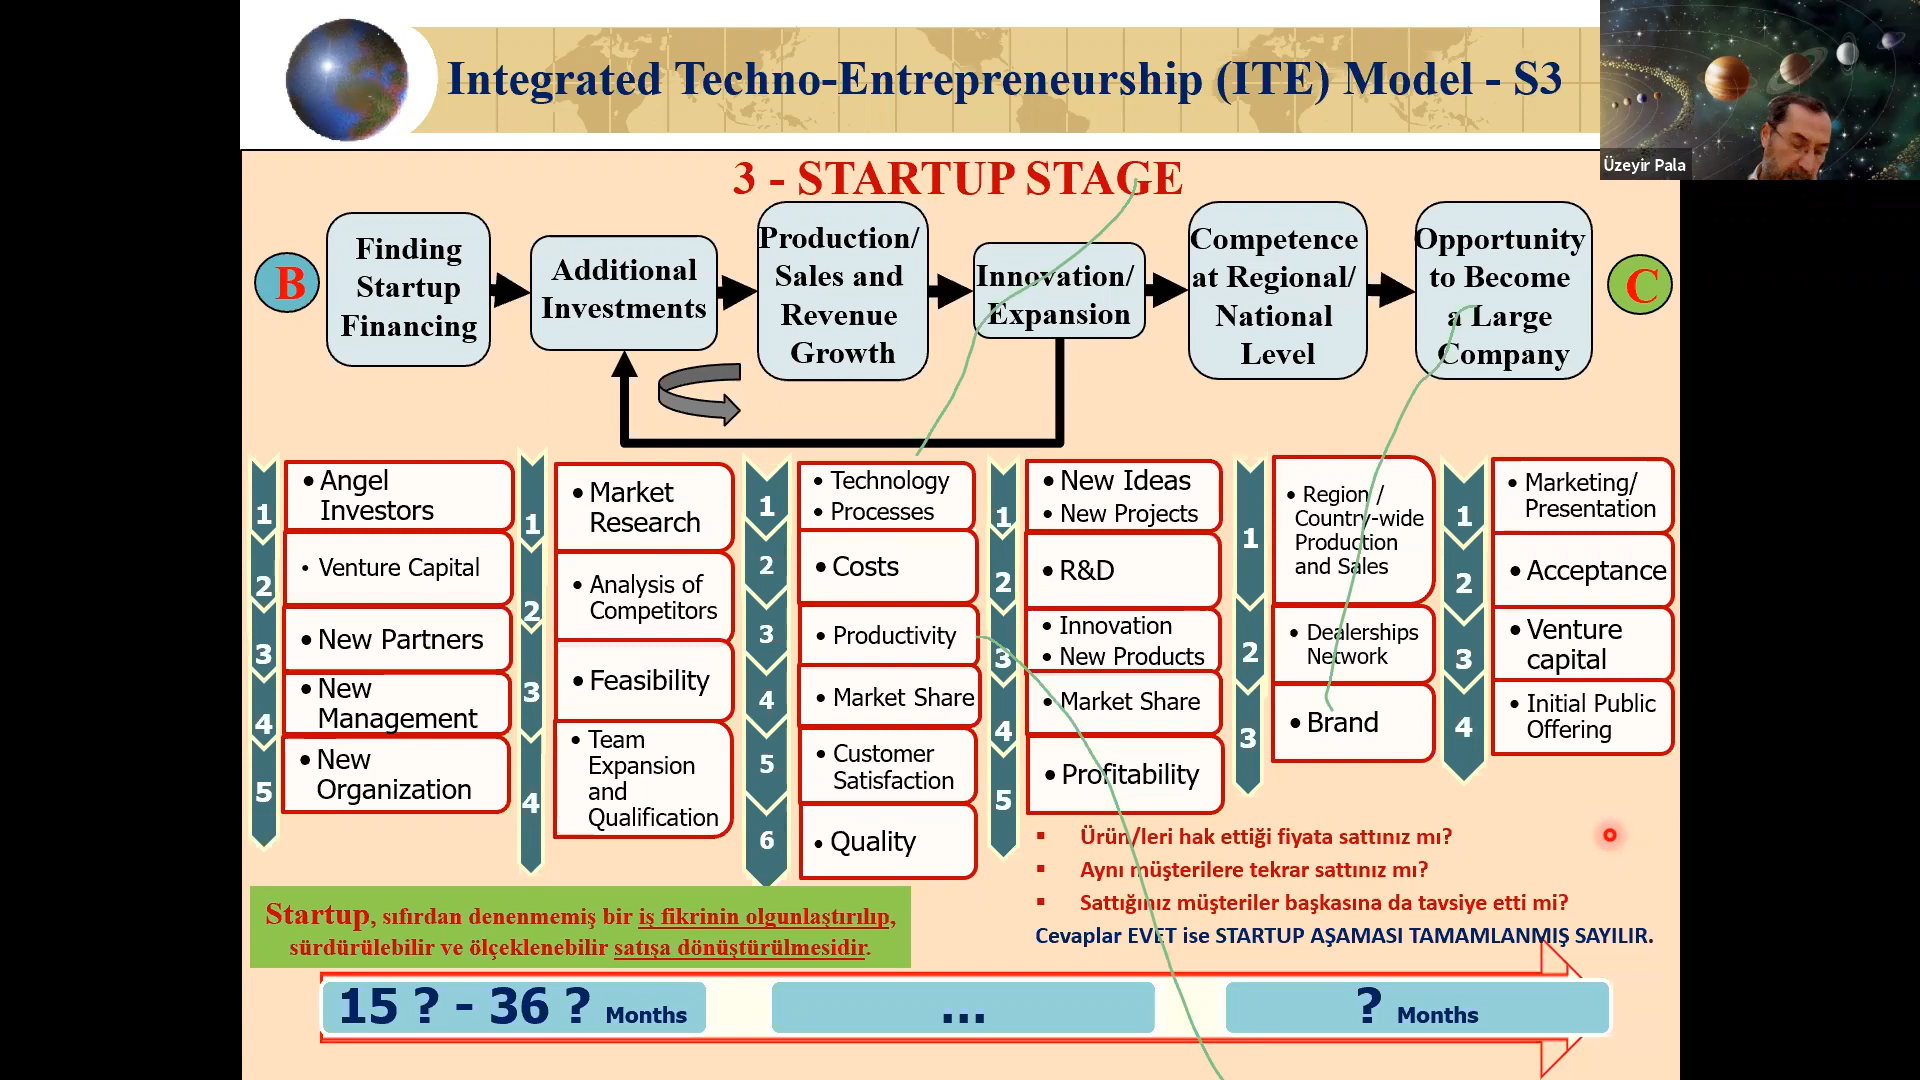 Integrated Techno-Entrepreneurship (ITE) Model - S3
Üzeyir Pala
3 - STARTUP STAGE
B
Finding
Startup
Financing
Additional
Investments
Production/
Sales and
Revenue
Growth
Innovation/
Expansion
Competence
at Regional/
National
Level
Opportunity
to Become
a Large
Company
C
1
• Angel
Investors
2
• Venture Capital
3
• New Partners
4
• New
Management
5
• New
Organization
1
• Market
Research
2
• Analysis of
Competitors
3
• Feasibility
4
• Team
Expansion
and
Qualification
1
• Technology
• Processes
2
• Costs
3
• Productivity
4
• Market Share
5
• Customer
Satisfaction
6
• Quality
1
• New Ideas
• New Projects
2
• R&D
3
• Innovation
• New Products
4
• Market Share
5
• Profitability
1
• Region /
Country-wide
Production
and Sales
2
• Dealerships
Network
3
• Brand
1
• Marketing/
Presentation
2
• Acceptance
3
• Venture
capital
4
• Initial Public
Offering
▪ Ürün/leri hak ettiği fiyata sattınız mı?
▪ Aynı müşterilere tekrar sattınız mı?
▪ Sattığınız müşteriler başkasına da tavsiye etti mi?
Cevaplar EVET ise STARTUP AŞAMASI TAMAMLANMIŞ SAYILIR.
Startup, sıfırdan denenmemiş bir iş fikrinin olgunlaştırılıp,
sürdürülebilir ve ölçeklenebilir satışa dönüştürülmesidir.
15 ? - 36 ? Months
...
? Months